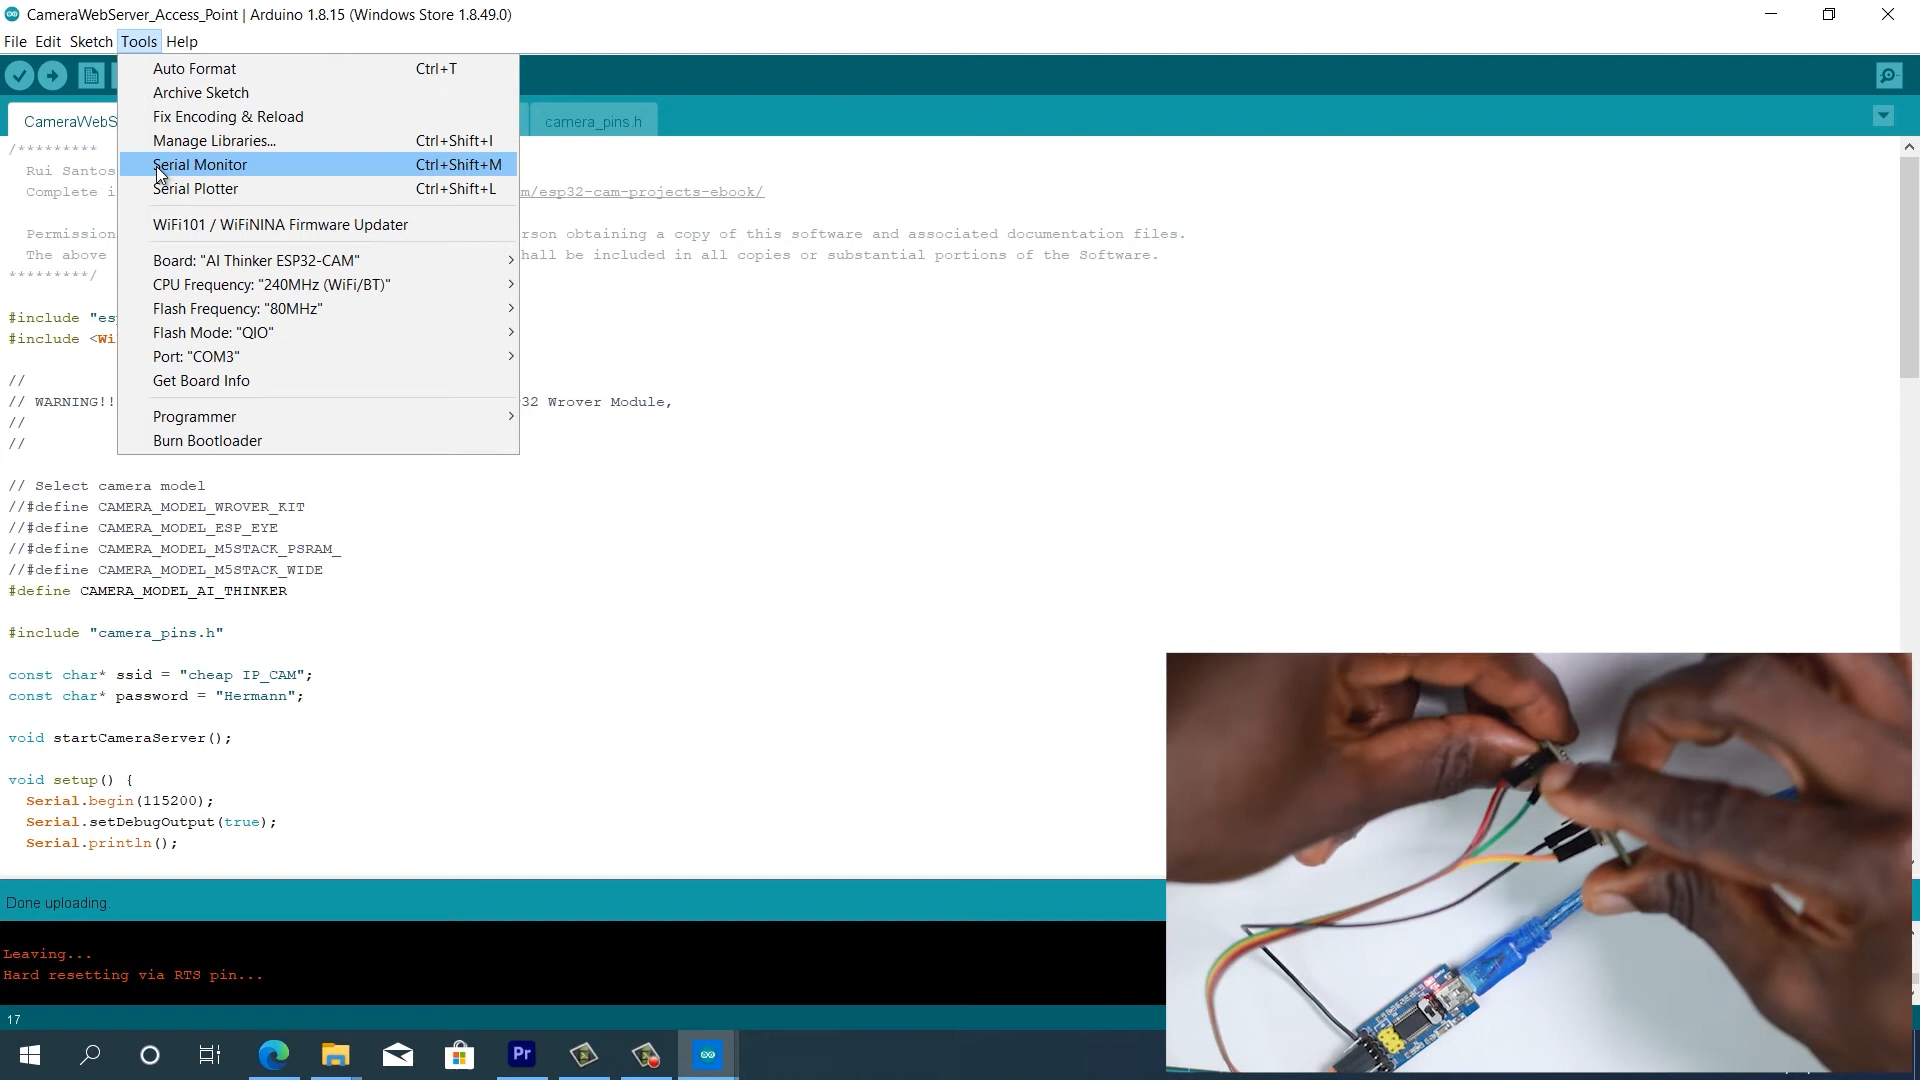 CameraWebServer_Access_Point | Arduino 1.8.15 (Windows Store 1.8.49.0)
File Edit Sketch Tools Help
Auto Format Ctrl+T
Archive Sketch
Fix Encoding & Reload
Manage Libraries... Ctrl+Shift+I
Serial Monitor Ctrl+Shift+M
Serial Plotter Ctrl+Shift+L
WiFi101 / WiFiNINA Firmware Updater
Board: "AI Thinker ESP32-CAM"
CPU Frequency: "240MHz (WiFi/BT)"
Flash Frequency: "80MHz"
Flash Mode: "QIO"
Port: "COM3"
Get Board Info
Programmer
Burn Bootloader
CameraWebS camera_pins.h
/*********
Rui Santos
Complete i m/esp32-cam-projects-ebook/
Permission rson obtaining a copy of this software and associated documentation files.
The above hall be included in all copies or substantial portions of the Software.
*********/
#include "esp
#include <Wi
//
// WARNING!! 32 Wrover Module,
//
//
// Select camera model
//#define CAMERA_MODEL_WROVER_KIT
//#define CAMERA_MODEL_ESP_EYE
//#define CAMERA_MODEL_M5STACK_PSRAM_
//#define CAMERA_MODEL_M5STACK_WIDE
#define CAMERA_MODEL_AI_THINKER
#include "camera_pins.h"
const char* ssid = "cheap IP_CAM";
const char* password = "Hermann";
void startCameraServer();
void setup() {
Serial.begin(115200);
Serial.setDebugOutput(true);
Serial.println();
Done uploading.
Leaving...
Hard resetting via RTS pin...
17
Pr